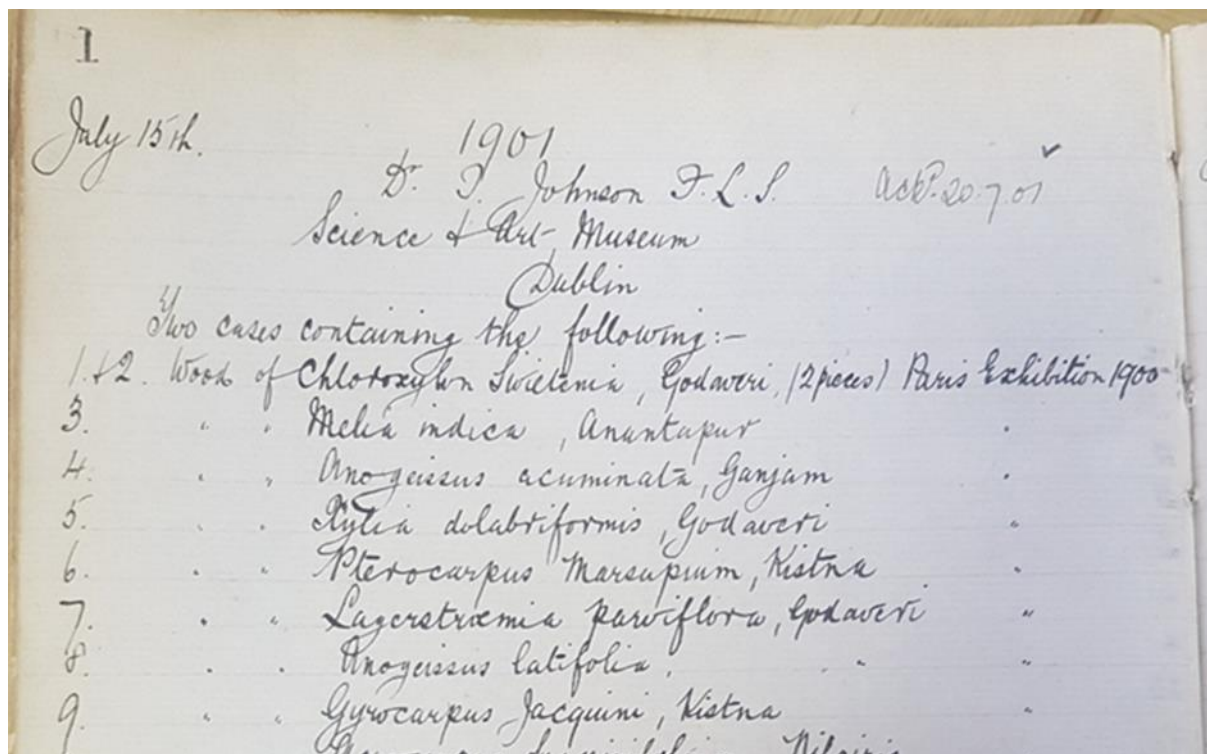 1
July 15th.
1901
Dr. T. Johnson F.L.S. Ackd. 20.7.01
Science & Art Museum
Dublin
Two cases containing the following:-
1.&2. Wood of Chloroxylon Swietenia, Godaveri, (2 pieces) Paris Exhibition 1900
3. " " Melia indica, Anantapur "
4. " " Anogeissus acuminata, Ganjam "
5. " " Xylia dolabriformis, Godaveri "
6. " " Pterocarpus Marsupium, Kistna "
7. " " Lagerstrœmia parviflora, Godaveri "
8. " " Anogeissus latifolia, " "
9. " " Gyrocarpus Jacquini, Kistna "